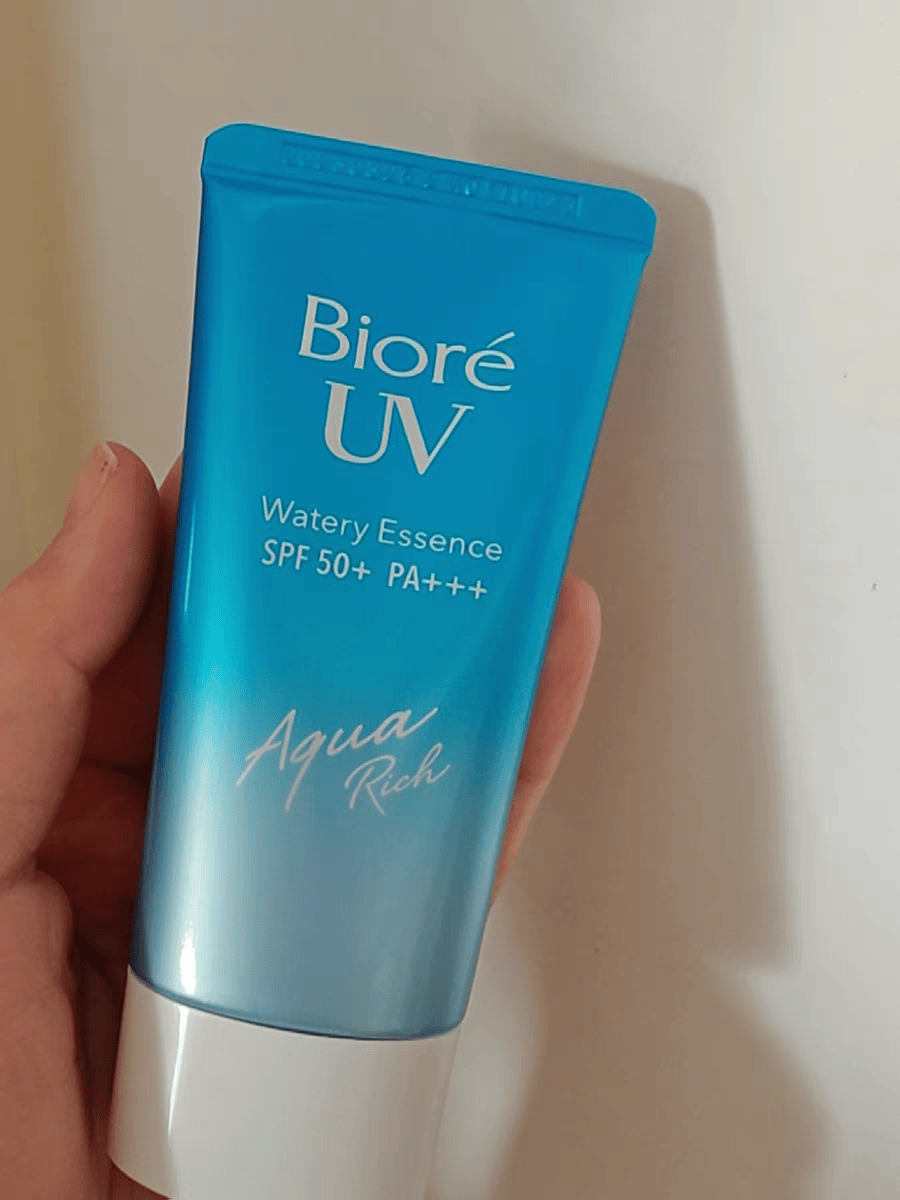 Bioré
UV
Watery Essence
SPF 50+ PA+++
Aqua
Rich